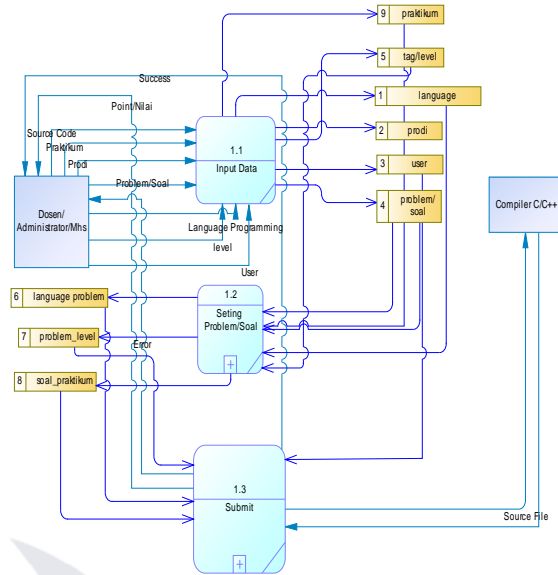 9 praktikum
5 tag/level
Success
1 language
Point/Nilai
2 prodi
Source Code
Praktikum
1.1
Prodi
Input Data
3 user
Problem/Soal
4 problem/
soal
Dosen/
Administrator/Mhs
Compiler C/C++
Language Programming
level
User
6 language problem
1.2
Seting
Problem/Soal
7 problem_level
Error
+
8 soal_praktikum
1.3
Submit
Source File
+